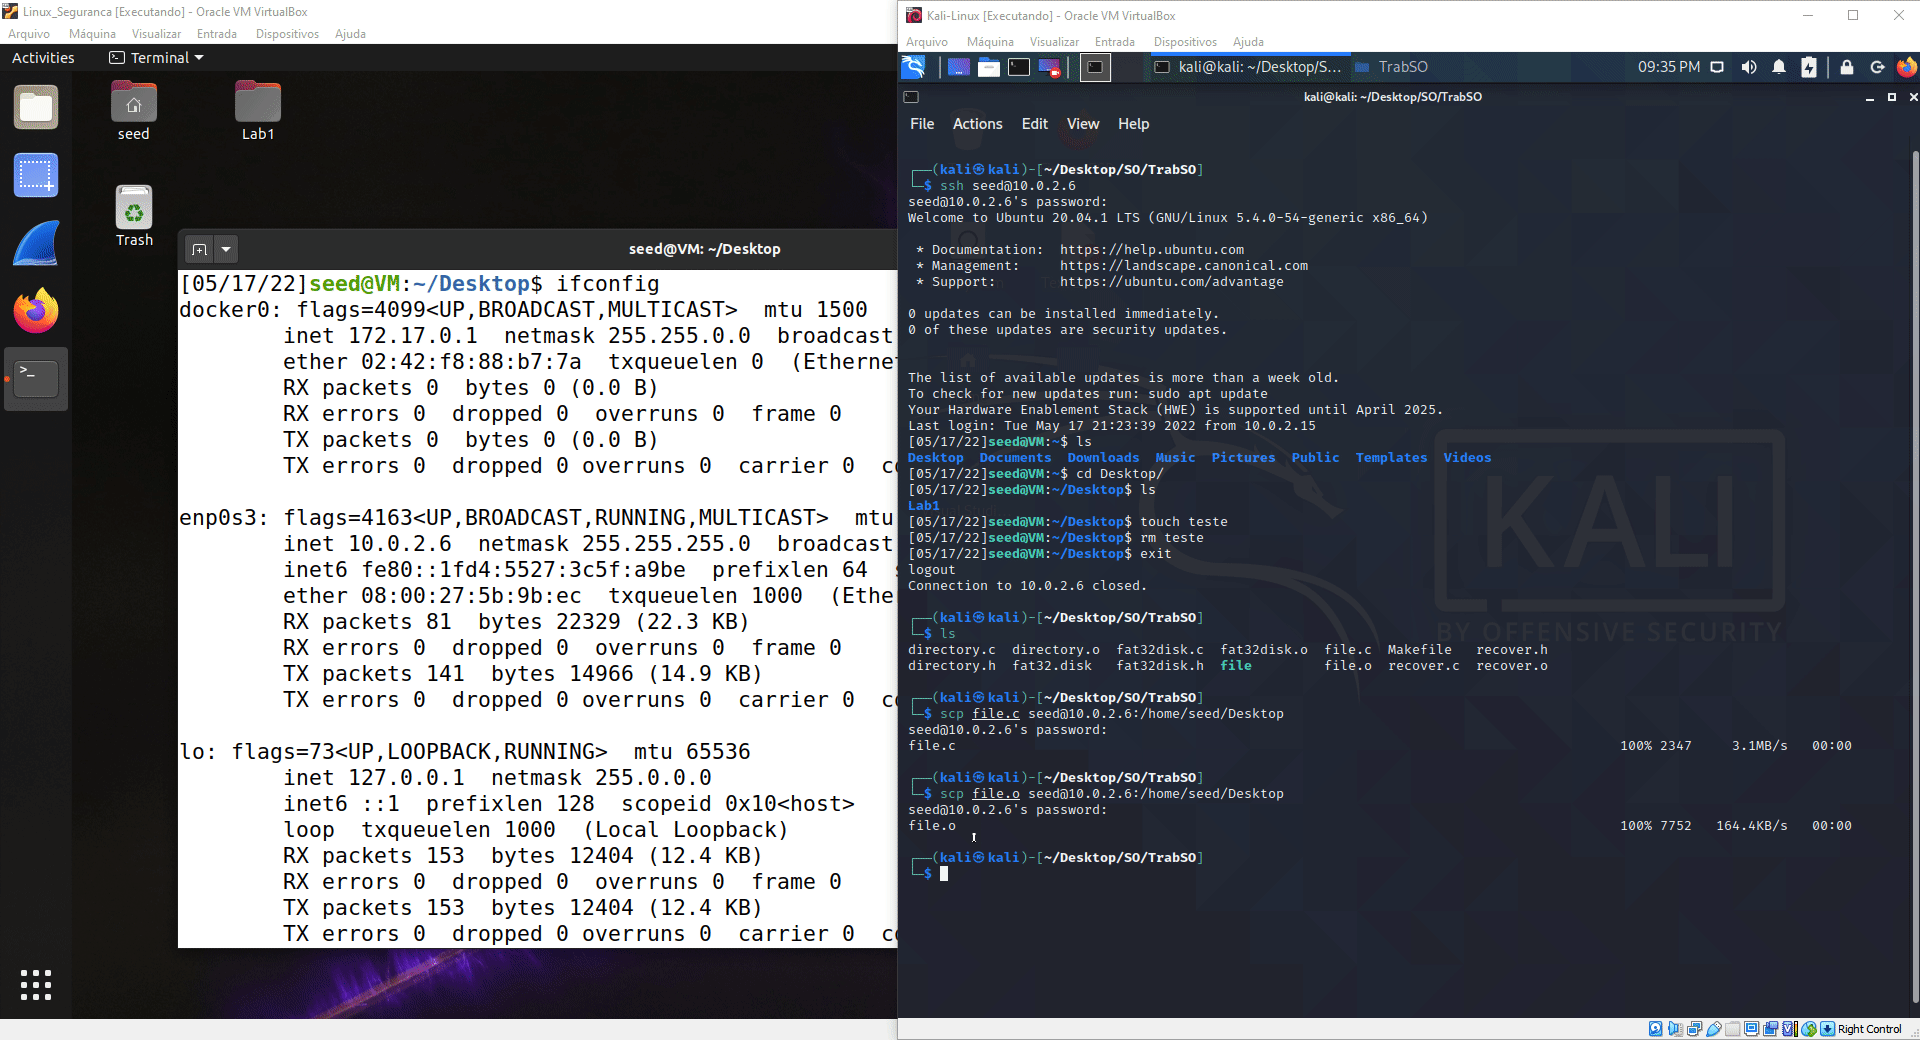 Linux_Seguranca [Executando] - Oracle VM VirtualBox
Arquivo Máquina Visualizar Entrada Dispositivos Ajuda
Activities Terminal
seed
Lab1
Trash
seed@VM: ~/Desktop
[05/17/22]seed@VM:~/Desktop$ ifconfig
docker0: flags=4099<UP,BROADCAST,MULTICAST>  mtu 1500
inet 172.17.0.1  netmask 255.255.0.0  broadcast
ether 02:42:f8:88:b7:7a  txqueuelen 0  (Etherne
RX packets 0  bytes 0 (0.0 B)
RX errors 0  dropped 0  overruns 0  frame 0
TX packets 0  bytes 0 (0.0 B)
TX errors 0  dropped 0 overruns 0  carrier 0  co
enp0s3: flags=4163<UP,BROADCAST,RUNNING,MULTICAST>  mtu
inet 10.0.2.6  netmask 255.255.255.0  broadcast
inet6 fe80::1fd4:5527:3c5f:a9be  prefixlen 64
ether 08:00:27:5b:9b:ec  txqueuelen 1000  (Ethe
RX packets 81  bytes 22329 (22.3 KB)
RX errors 0  dropped 0  overruns 0  frame 0
TX packets 141  bytes 14966 (14.9 KB)
TX errors 0  dropped 0 overruns 0  carrier 0  co
lo: flags=73<UP,LOOPBACK,RUNNING>  mtu 65536
inet 127.0.0.1  netmask 255.0.0.0
inet6 ::1  prefixlen 128  scopeid 0x10<host>
loop  txqueuelen 1000  (Local Loopback)
RX packets 153  bytes 12404 (12.4 KB)
RX errors 0  dropped 0  overruns 0  frame 0
TX packets 153  bytes 12404 (12.4 KB)
TX errors 0  dropped 0 overruns 0  carrier 0  co
Kali-Linux [Executando] - Oracle VM VirtualBox
Arquivo Máquina Visualizar Entrada Dispositivos Ajuda
kali@kali: ~/Desktop/S... TrabSO 09:35 PM
kali@kali: ~/Desktop/SO/TrabSO
File Actions Edit View Help
┌──(kali㉿kali)-[~/Desktop/SO/TrabSO]
└─$ ssh seed@10.0.2.6
seed@10.0.2.6's password:
Welcome to Ubuntu 20.04.1 LTS (GNU/Linux 5.4.0-54-generic x86_64)
* Documentation:  https://help.ubuntu.com
* Management:     https://landscape.canonical.com
* Support:        https://ubuntu.com/advantage
0 updates can be installed immediately.
0 of these updates are security updates.
The list of available updates is more than a week old.
To check for new updates run: sudo apt update
Your Hardware Enablement Stack (HWE) is supported until April 2025.
Last login: Tue May 17 21:23:39 2022 from 10.0.2.15
[05/17/22]seed@VM:~$ ls
Desktop  Documents  Downloads  Music  Pictures  Public  Templates  Videos
[05/17/22]seed@VM:~$ cd Desktop/
[05/17/22]seed@VM:~/Desktop$ ls
Lab1
[05/17/22]seed@VM:~/Desktop$ touch teste
[05/17/22]seed@VM:~/Desktop$ rm teste
[05/17/22]seed@VM:~/Desktop$ exit
logout
Connection to 10.0.2.6 closed.
┌──(kali㉿kali)-[~/Desktop/SO/TrabSO]
└─$ ls
directory.c  directory.o  fat32disk.c  fat32disk.o  file.c  Makefile   recover.h
directory.h  fat32.disk   fat32disk.h  file         file.o  recover.c  recover.o
┌──(kali㉿kali)-[~/Desktop/SO/TrabSO]
└─$ scp file.c seed@10.0.2.6:/home/seed/Desktop
seed@10.0.2.6's password:
file.c 100% 2347 3.1MB/s 00:00
┌──(kali㉿kali)-[~/Desktop/SO/TrabSO]
└─$ scp file.o seed@10.0.2.6:/home/seed/Desktop
seed@10.0.2.6's password:
file.o 100% 7752 164.4KB/s 00:00
┌──(kali㉿kali)-[~/Desktop/SO/TrabSO]
└─$
KALI
BY OFFENSIVE SECURITY
Right Control